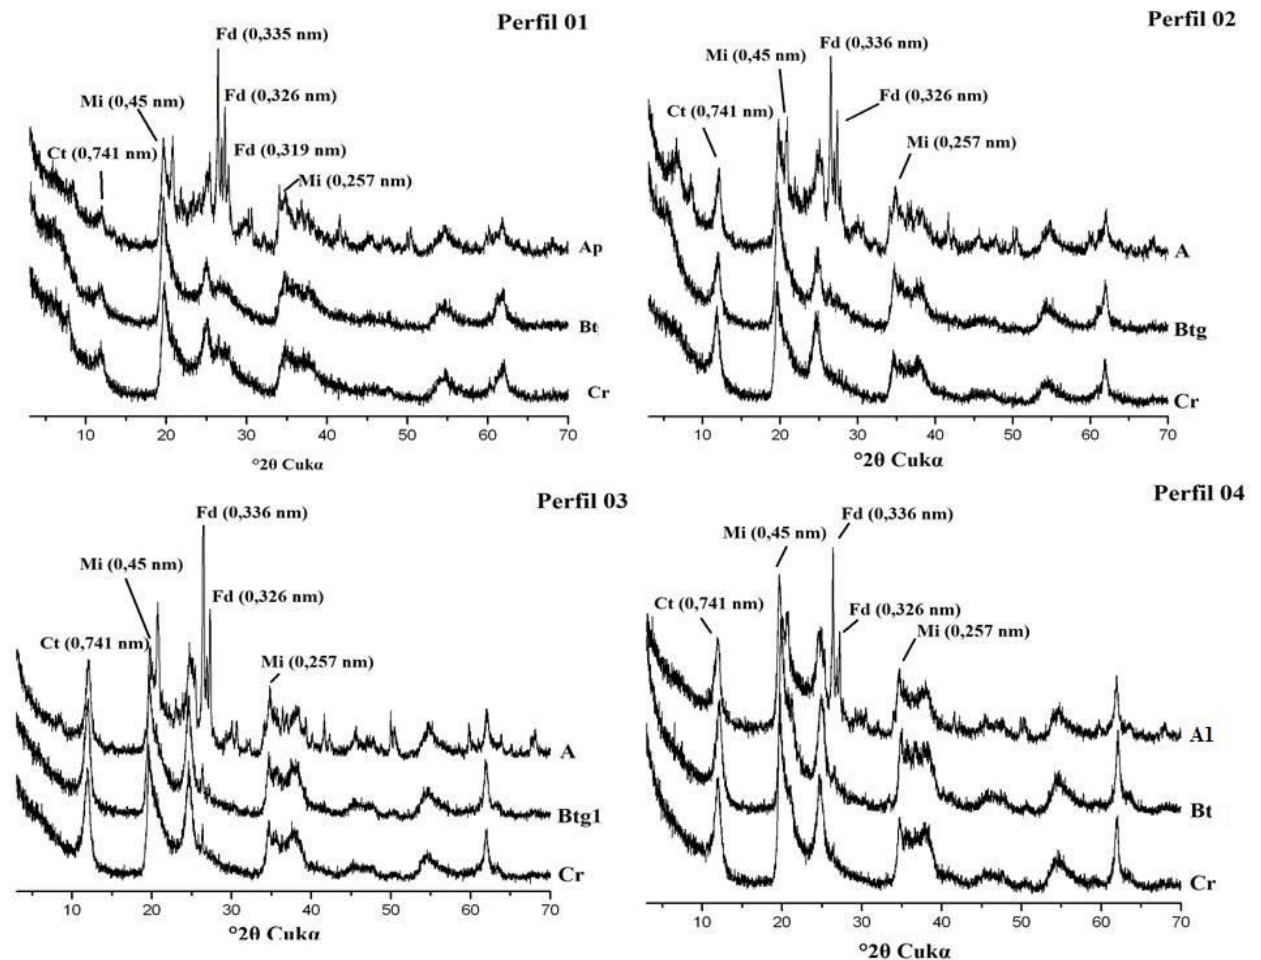 Perfil 01
Fd (0,335 nm)
Mi (0,45 nm)
Fd (0,326 nm)
Ct (0,741 nm)
Fd (0,319 nm)
Mi (0,257 nm)
Ap
Bt
Cr
10 20 30 40 50 60 70
°2θ Cukα
Perfil 02
Fd (0,336 nm)
Mi (0,45 nm)
Fd (0,326 nm)
Ct (0,741 nm)
Mi (0,257 nm)
A
Btg
Cr
10 20 30 40 50 60 70
°2θ Cukα
Perfil 03
Fd (0,336 nm)
Mi (0,45 nm)
Fd (0,326 nm)
Ct (0,741 nm)
Mi (0,257 nm)
A
Btg1
Cr
10 20 30 40 50 60 70
°2θ Cukα
Perfil 04
Fd (0,336 nm)
Mi (0,45 nm)
Ct (0,741 nm)
Fd (0,326 nm)
Mi (0,257 nm)
A1
Bt
Cr
10 20 30 40 50 60 70
°2θ Cukα